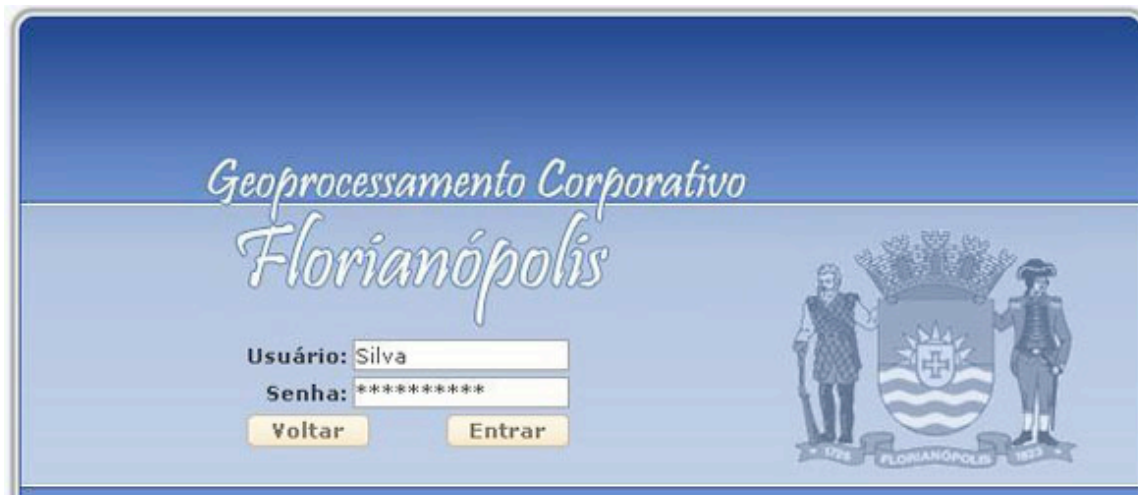 Geoprocessamento Corporativo
Florianópolis
Usuário: Silva
Senha: **********
Voltar Entrar
1726 FLORIANÓPOLIS 1823